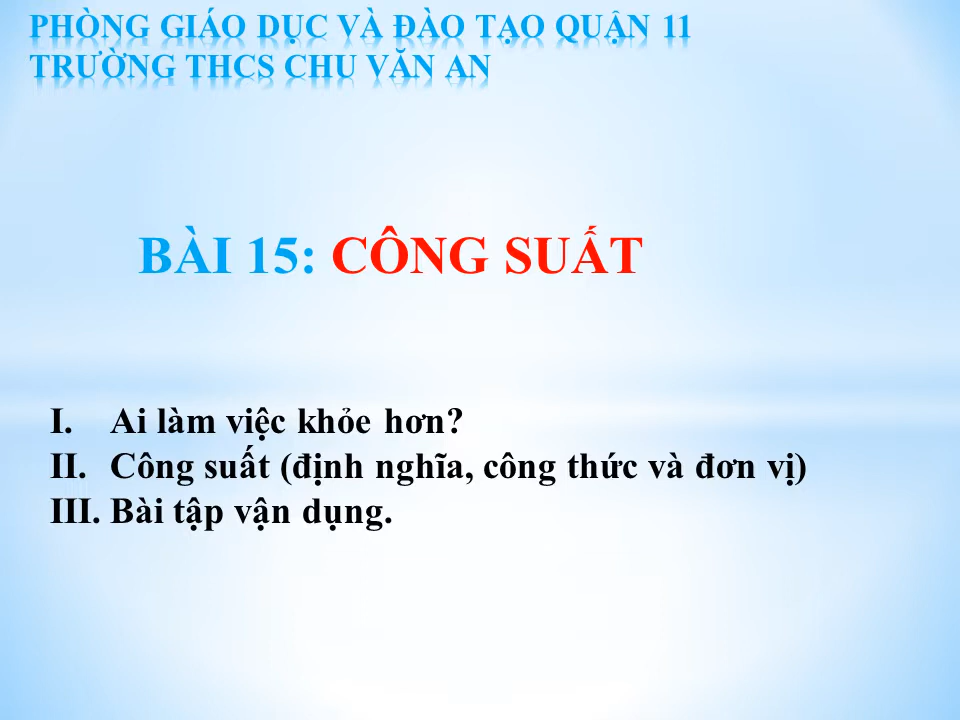 PHÒNG GIÁO DỤC VÀ ĐÀO TẠO QUẬN 11
TRƯỜNG THCS CHU VĂN AN
BÀI 15: CÔNG SUẤT
I. Ai làm việc khỏe hơn?
II. Công suất (định nghĩa, công thức và đơn vị)
III. Bài tập vận dụng.